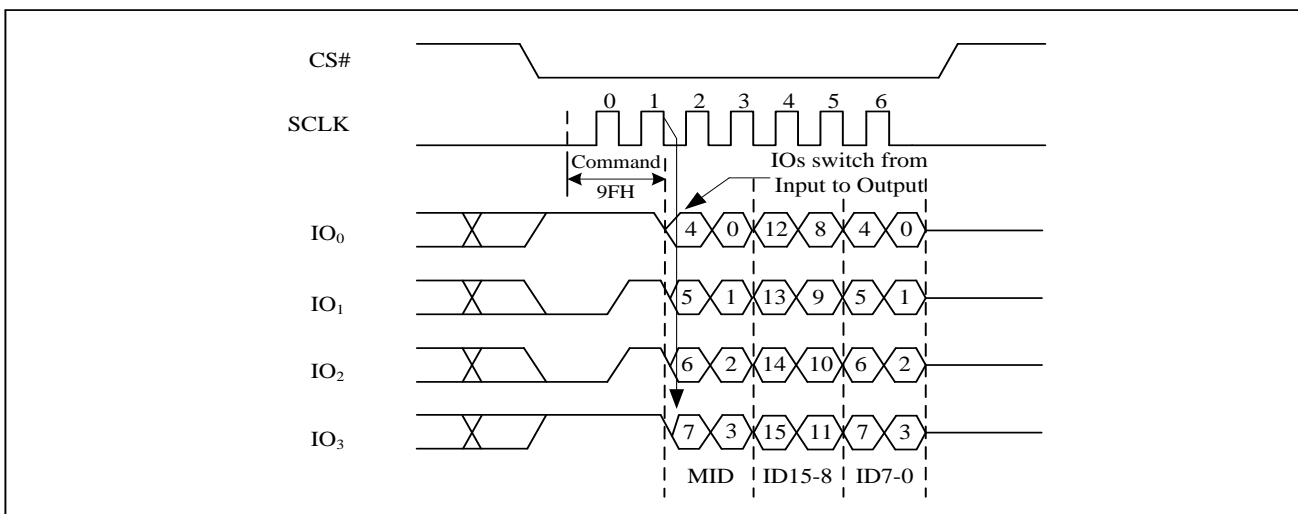 CS#
0 1 2 3 4 5 6
SCLK
Command
9FH
IOs switch from
Input to Output
IO₀ 4 0 12 8 4 0
IO₁ 5 1 13 9 5 1
IO₂ 6 2 14 10 6 2
IO₃ 7 3 15 11 7 3
MID ID15-8 ID7-0